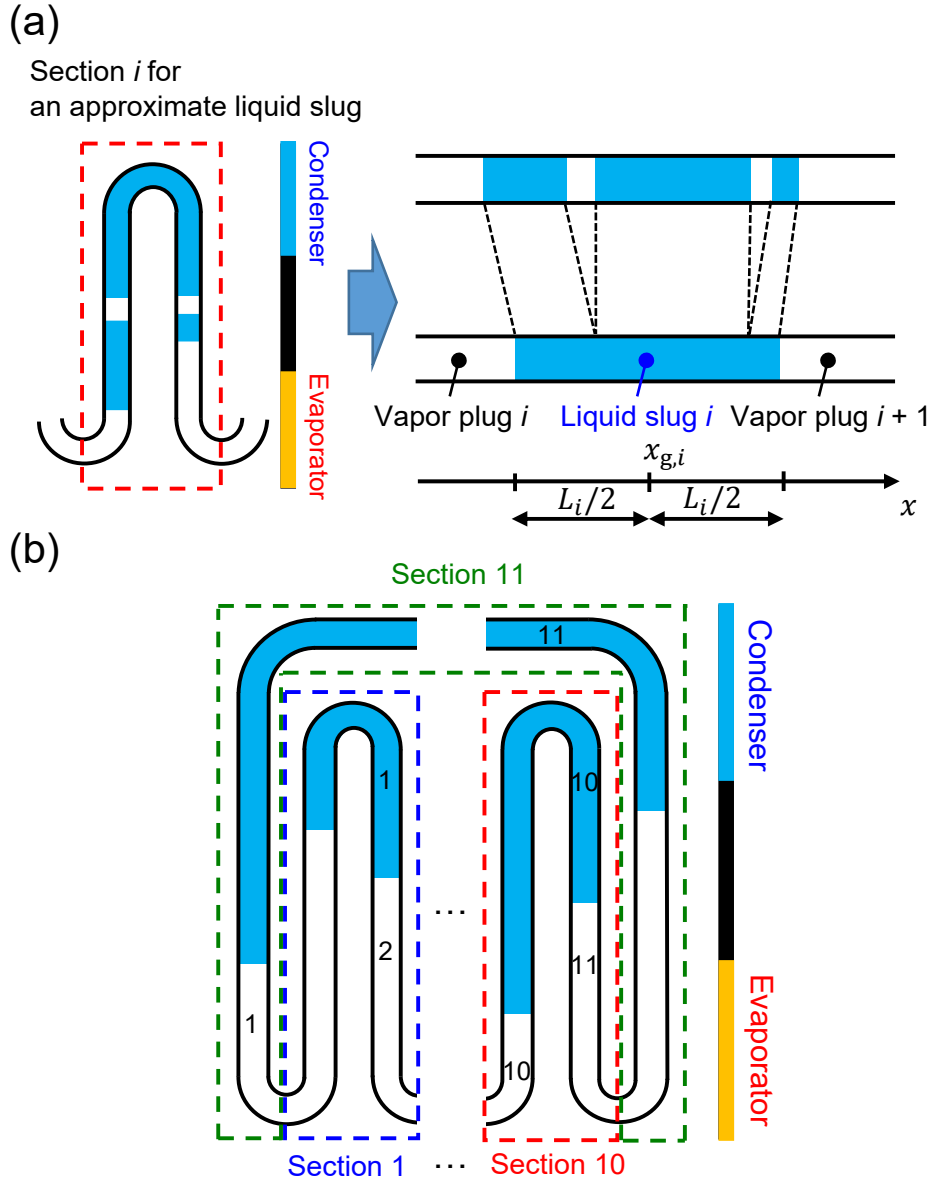 (a)
Section i for
an approximate liquid slug
Condenser
Evaporator
Vapor plug i
Liquid slug i
Vapor plug i + 1
x_g,i
L_i/2
L_i/2
x
(b)
Section 11
11
1
10
Condenser
2
11
1
10
Evaporator
...
Section 1
...
Section 10